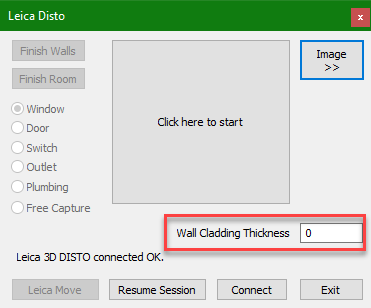 Leica Disto
x
Finish Walls
Finish Room
Image
>>
Click here to start
Window
Door
Switch
Outlet
Plumbing
Free Capture
Wall Cladding Thickness 0
Leica 3D DISTO connected OK.
Leica Move Resume Session Connect Exit